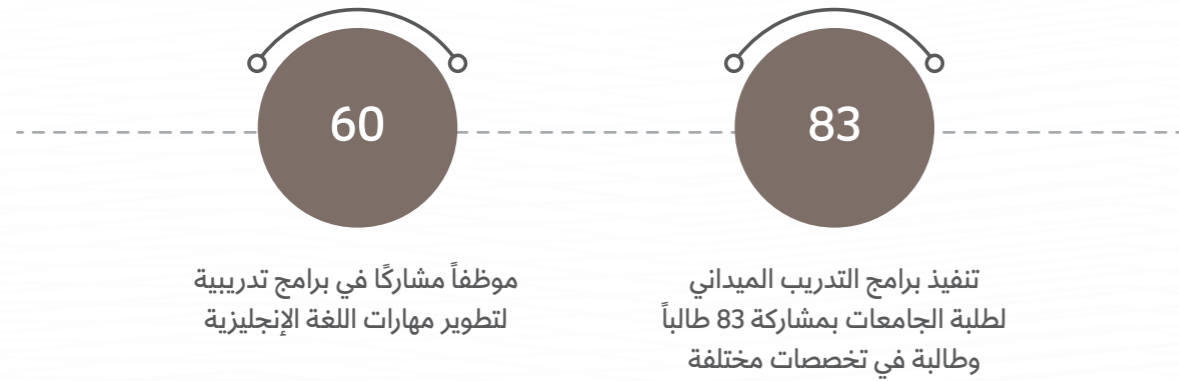 83
تنفيذ برامج التدريب الميداني
لطلبة الجامعات بمشاركة 83 طالباً
وطالبة في تخصصات مختلفة
60
موظفاً مشاركًا في برامج تدريبية
لتطوير مهارات اللغة الإنجليزية